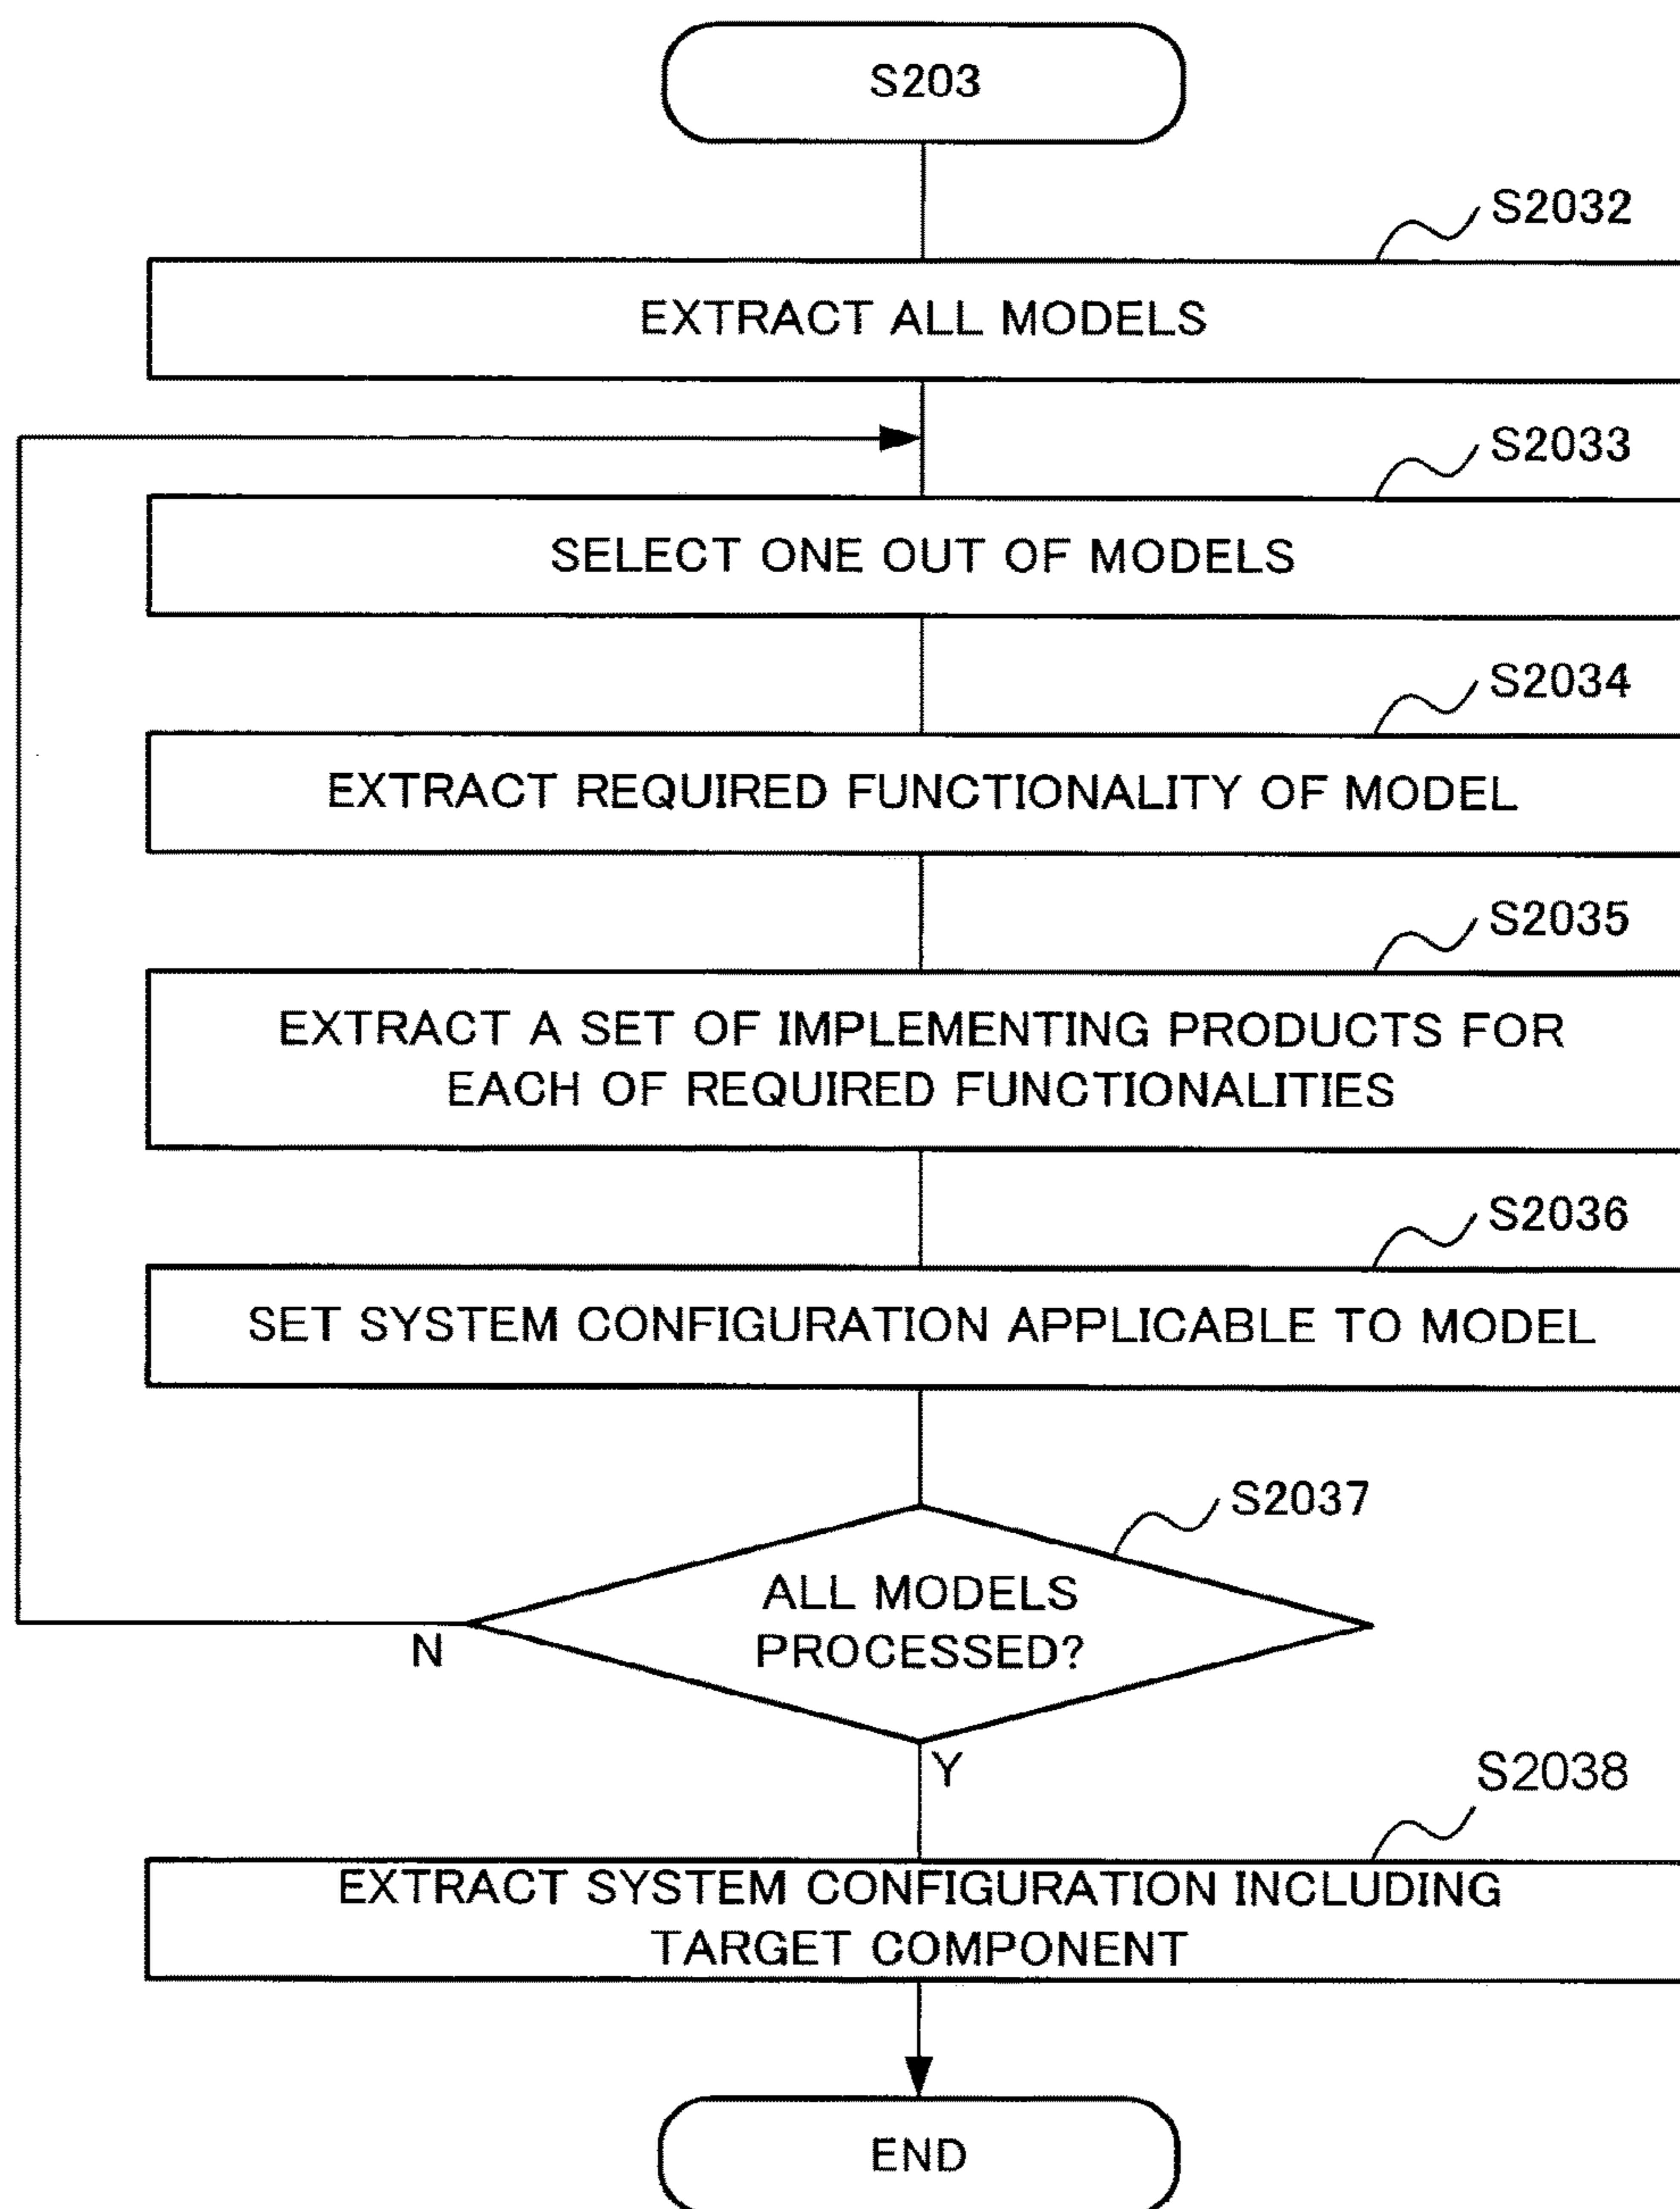 S203
S2032
EXTRACT ALL MODELS
S2033
SELECT ONE OUT OF MODELS
S2034
EXTRACT REQUIRED FUNCTIONALITY OF MODEL
S2035
EXTRACT A SET OF IMPLEMENTING PRODUCTS FOR
EACH OF REQUIRED FUNCTIONALITIES
S2036
SET SYSTEM CONFIGURATION APPLICABLE TO MODEL
S2037
ALL MODELS
PROCESSED?
N
Y
S2038
EXTRACT SYSTEM CONFIGURATION INCLUDING
TARGET COMPONENT
END